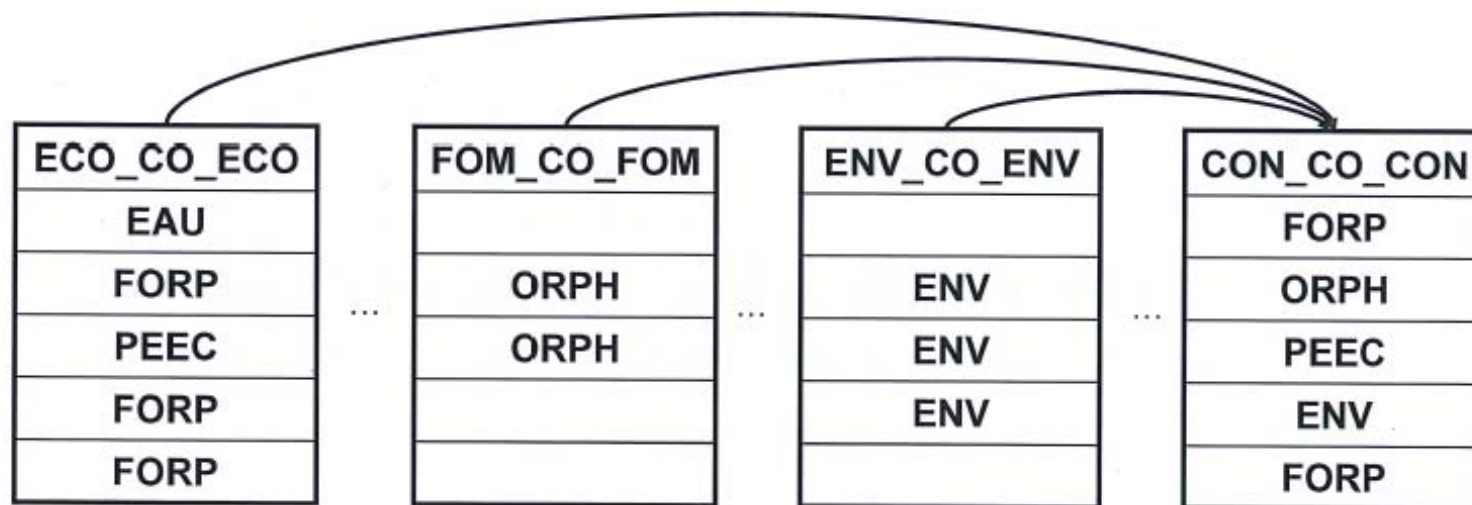 ECO_CO_ECO FOM_CO_FOM ENV_CO_ENV CON_CO_CON
EAU FORP
FORP ORPH ENV ORPH
... ... ...
PEEC ORPH ENV PEEC
FORP ENV ENV
FORP FORP